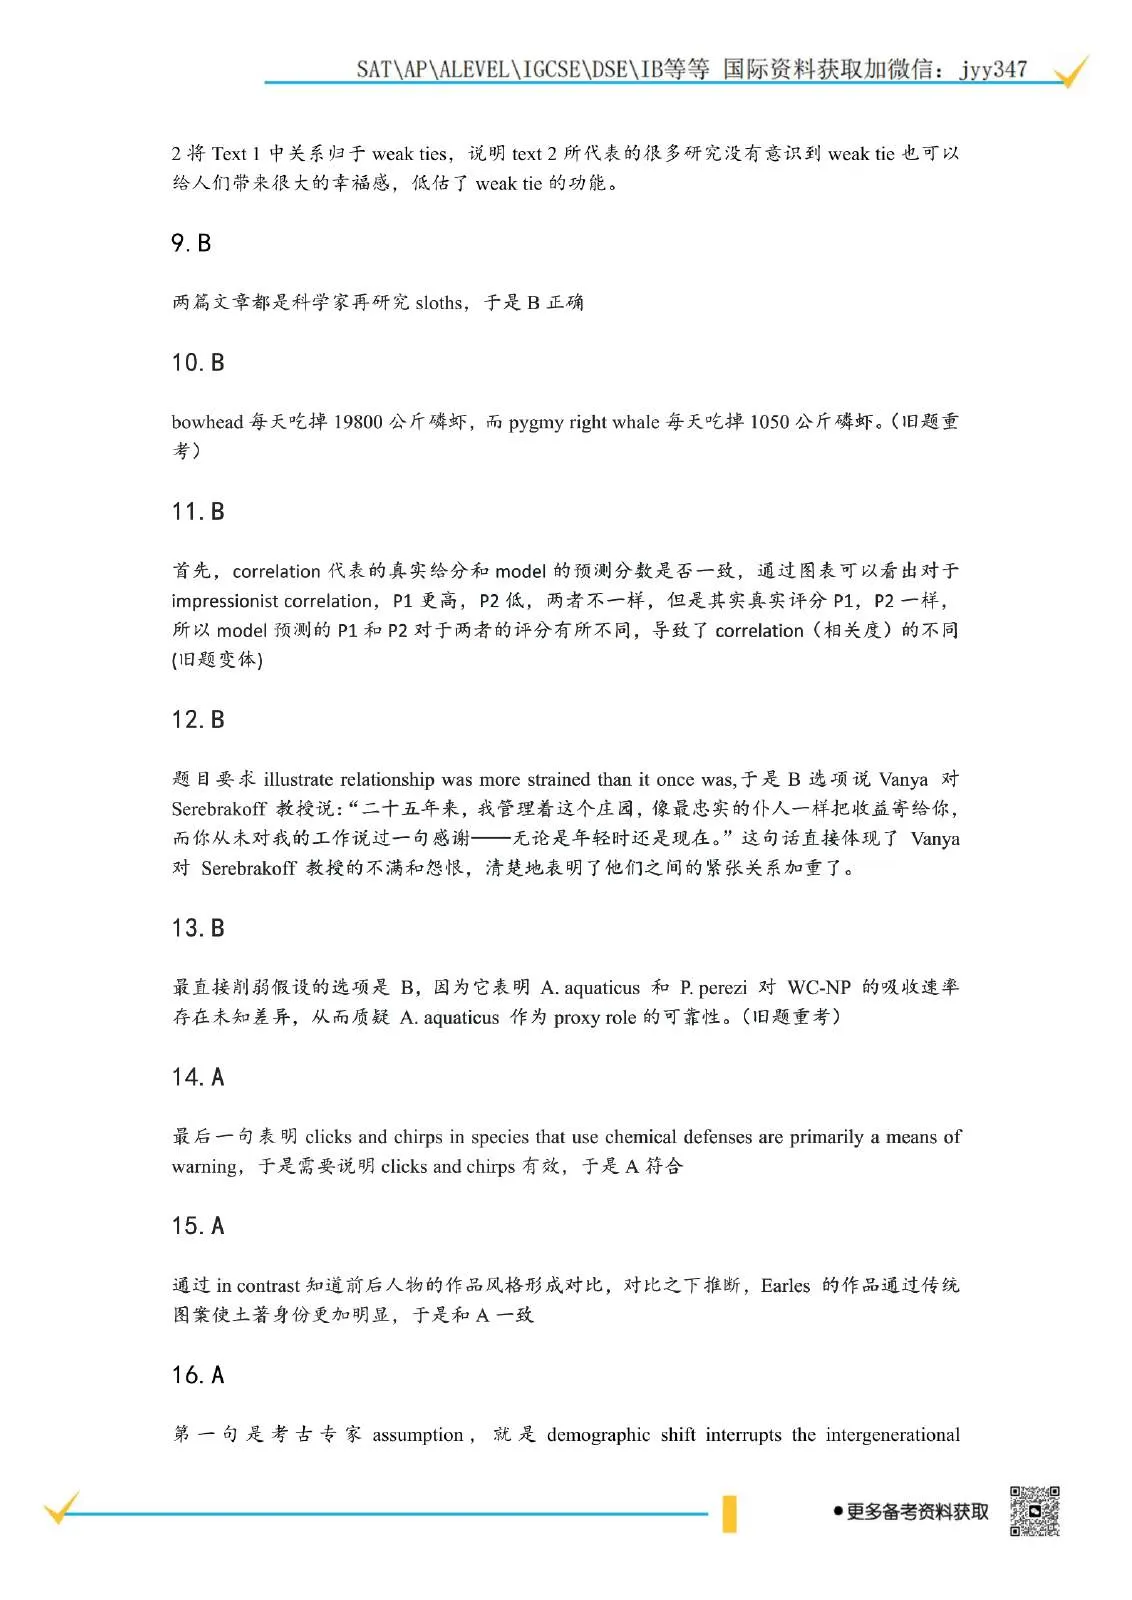 SAT\AP\ALEVEL\IGCSE\DSE\IB等等 国际资料获取加微信：jyy347
2 将 Text 1 中关系归于 weak ties，说明 text 2 所代表的很多研究没有意识到 weak tie 也可以
给人们带来很大的幸福感，低估了 weak tie 的功能。
9. B
两篇文章都是科学家再研究 sloths，于是 B 正确
10. B
bowhead 每天吃掉 19800 公斤磷虾，而 pygmy right whale 每天吃掉 1050 公斤磷虾。（旧题重
考）
11. B
首先，correlation 代表的真实给分和 model 的预测分数是否一致，通过图表可以看出对于
impressionist correlation，P1 更高，P2 低，两者不一样，但是其实真实评分 P1，P2 一样，
所以 model 预测的 P1 和 P2 对于两者的评分有所不同，导致了 correlation（相关度）的不同
(旧题变体)
12. B
题目要求 illustrate relationship was more strained than it once was,于是 B 选项说 Vanya 对
Serebrakoff 教授说：“二十五年来，我管理着这个庄园，像最忠实的仆人一样把收益寄给你，
而你从未对我的工作说过一句感谢——无论是年轻时还是现在。”这句话直接体现了 Vanya
对 Serebrakoff 教授的不满和怨恨，清楚地表明了他们之间的紧张关系加重了。
13. B
最直接削弱假设的选项是 B，因为它表明 A. aquaticus 和 P. perezi 对 WC-NP 的吸收速率
存在未知差异，从而质疑 A. aquaticus 作为 proxy role 的可靠性。（旧题重考）
14. A
最后一句表明 clicks and chirps in species that use chemical defenses are primarily a means of
warning，于是需要说明 clicks and chirps 有效，于是 A 符合
15. A
通过 in contrast 知道前后人物的作品风格形成对比，对比之下推断，Earles 的作品通过传统
图案使土著身份更加明显，于是和 A 一致
16. A
第一句是考古专家 assumption，就是 demographic shift interrupts the intergenerational
●更多备考资料获取